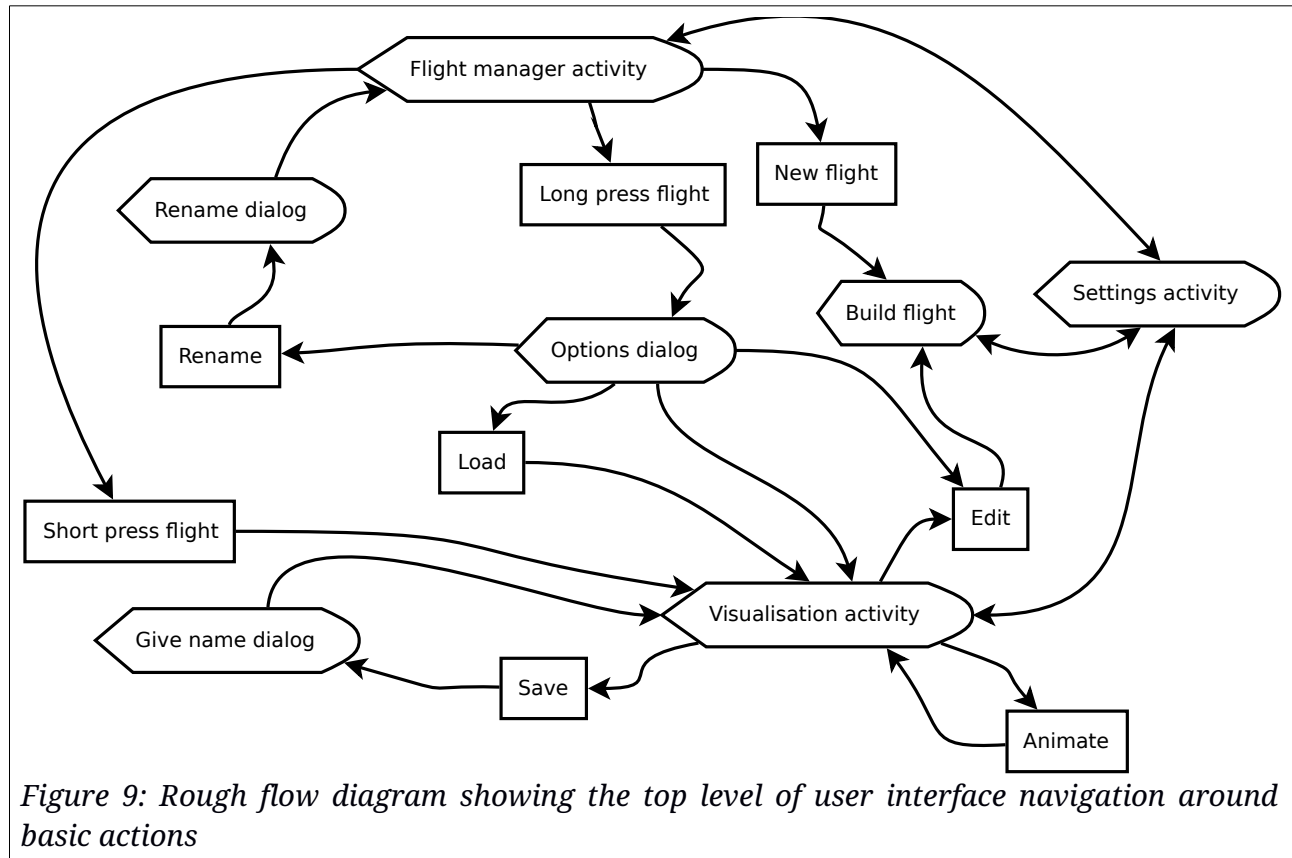 Flight manager activity
New flight
Long press flight
Rename dialog
Settings activity
Build flight
Options dialog
Rename
Load
Edit
Short press flight
Visualisation activity
Give name dialog
Save
Animate
Figure 9: Rough flow diagram showing the top level of user interface navigation around
basic actions